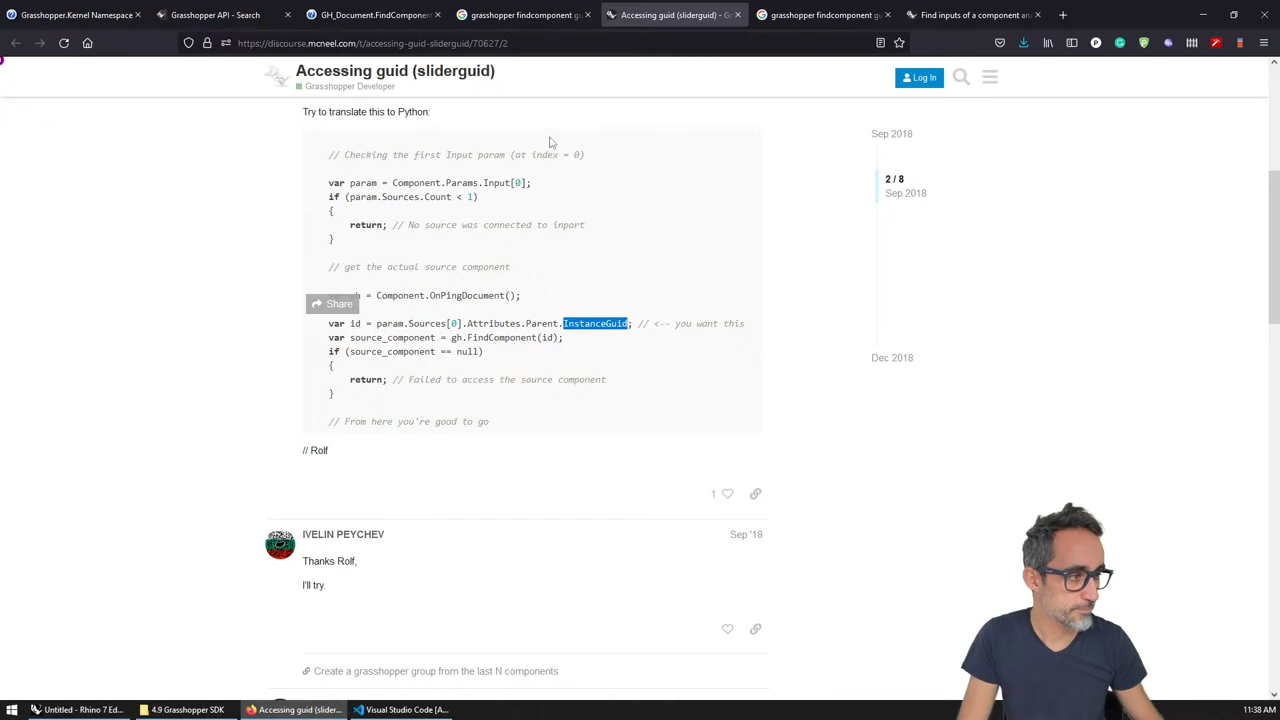 Grasshopper.Kernel Namespace
Grasshopper API - Search
GH_Document.FindComponent
grasshopper findcomponent gu
Accessing guid (sliderguid) - G
grasshopper findcomponent gu
Find inputs of a component an
https://discourse.mcneel.com/t/accessing-guid-sliderguid/70627/2
Accessing guid (sliderguid)
Grasshopper Developer
Log In
Try to translate this to Python:
// Checking the first Input param (at index = 0)
var param = Component.Params.Input[0];
if (param.Sources.Count < 1)
{
return; // No source was connected to inport
}
// get the actual source component
= Component.OnPingDocument();
Share
var id = param.Sources[0].Attributes.Parent.InstanceGuid; // <-- you want this
var source_component = gh.FindComponent(id);
if (source_component == null)
{
return; // Failed to access the source component
}
// From here you're good to go
// Rolf
1
IVELIN PEYCHEV
Sep '18
Thanks Rolf,
I'll try.
Create a grasshopper group from the last N components
Sep 2018
2 / 8
Sep 2018
Dec 2018
Untitled - Rhino 7 Ed...
4.9 Grasshopper SDK
Accessing guid (slider...
Visual Studio Code [A...
11:38 AM